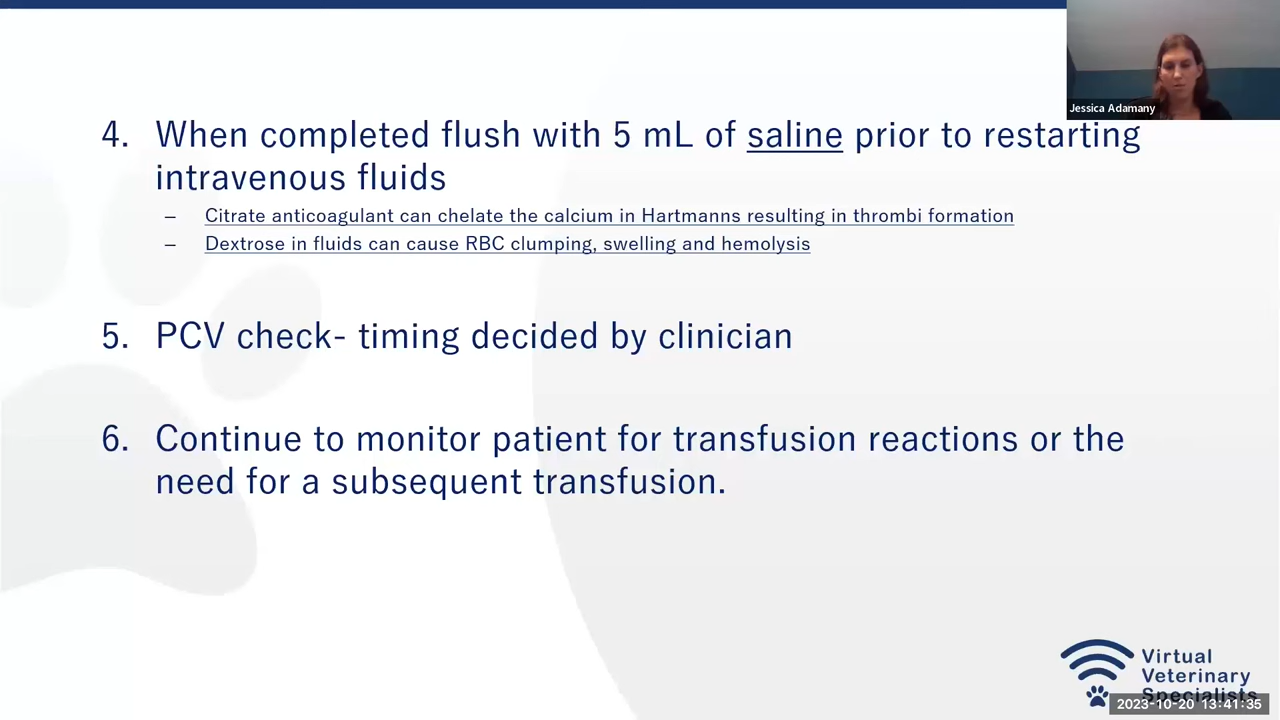 Jessica Adamany
4. When completed flush with 5 mL of saline prior to restarting
intravenous fluids
– Citrate anticoagulant can chelate the calcium in Hartmanns resulting in thrombi formation
– Dextrose in fluids can cause RBC clumping, swelling and hemolysis
5. PCV check- timing decided by clinician
6. Continue to monitor patient for transfusion reactions or the
need for a subsequent transfusion.
Virtual
Veterinary
Specialists
2023-10-20 13:41:35